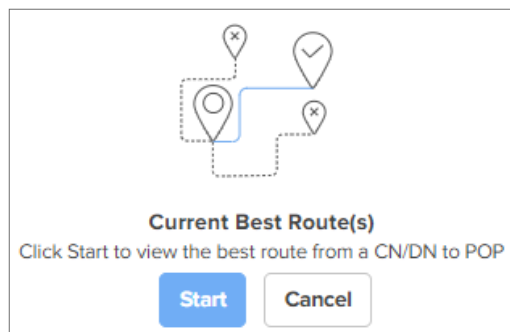 Current Best Route(s)
Click Start to view the best route from a CN/DN to POP
Start Cancel